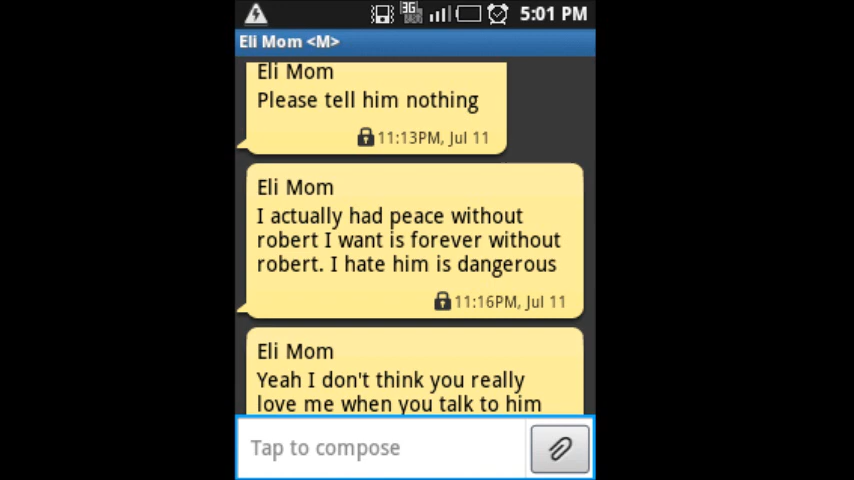 3G
5:01 PM
Eli Mom <M>
Eli Mom
Please tell him nothing
11:13PM, Jul 11
Eli Mom
I actually had peace without
robert I want is forever without
robert. I hate him is dangerous
11:16PM, Jul 11
Eli Mom
Yeah I don't think you really
love me when you talk to him
Tap to compose